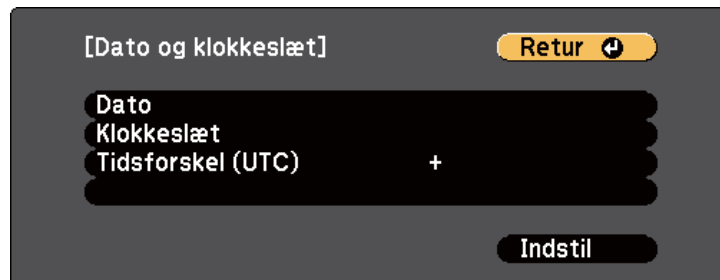 [Dato og klokkeslæt]
Retur
Dato
Klokkeslæt
Tidsforskel (UTC) +
Indstil